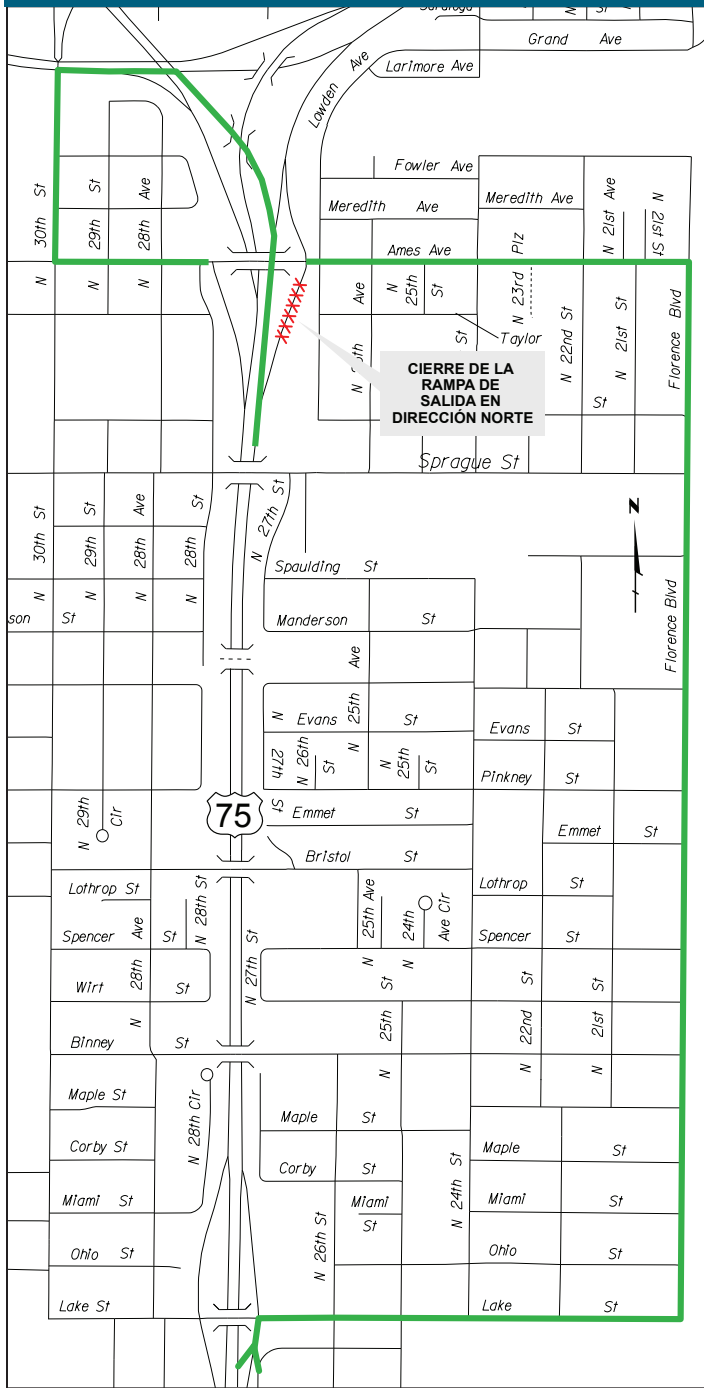 N
St
N
Saratoga
Grand Ave
Larimore Ave
Lowden Ave
Fowler Ave
Meredith Ave
Meredith Ave
N 21st Ave
N 21st St
N 30th St
N 29th St
N 28th Ave
Ames Ave
N 25th St
N 23rd Plz
N 22nd St
N 21st St
Florence Blvd
Taylor
St
St
CIERRE DE LA
RAMPA DE
SALIDA EN
DIRECCIÓN NORTE
Sprague St
N 27th St
N 30th St
N 29th St
N 28th Ave
N 28th St
Z
Spaulding St
son St
Manderson St
Florence Blvd
N 25th Ave
N 27th St
Evans St
Evans St
N 26th St
N 25th St
Pinkney St
75
Emmet St
Emmet St
N 29th Cir
Bristol St
Lothrop St
Lothrop St
N 28th St
N 25th Ave
N 24th Ave Cir
Spencer St
Spencer St
N 28th Ave
N 27th St
Wirt St
N 25th St
N 22nd St
N 21st St
Binney St
Maple St
Maple St
Maple St
N 28th Cir
Corby St
Corby St
N 24th St
Miami St
Miami St
Miami St
N 26th St
Ohio St
Ohio St
Lake St
Lake St